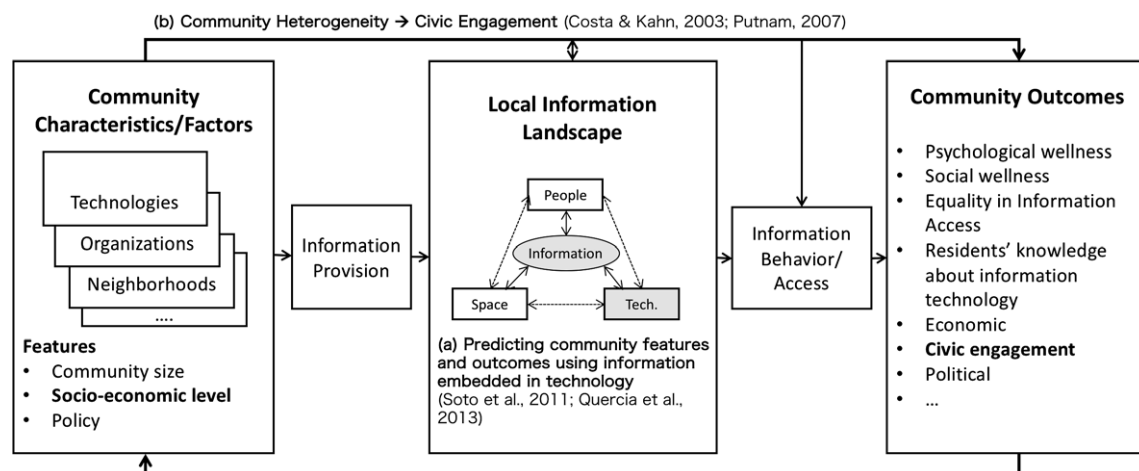 (b) Community Heterogeneity → Civic Engagement (Costa & Kahn, 2003; Putnam, 2007)
Community
Characteristics/Factors
Technologies
Organizations
Neighborhoods
....
Features
• Community size
• Socio-economic level
• Policy
Information
Provision
Local Information
Landscape
People
Information
Space
Tech.
(a) Predicting community features
and outcomes using information
embedded in technology
(Soto et al., 2011; Quercia et al.,
2013)
Information
Behavior/
Access
Community Outcomes
• Psychological wellness
• Social wellness
• Equality in Information
Access
• Residents’ knowledge
about information
technology
• Economic
• Civic engagement
• Political
• ...